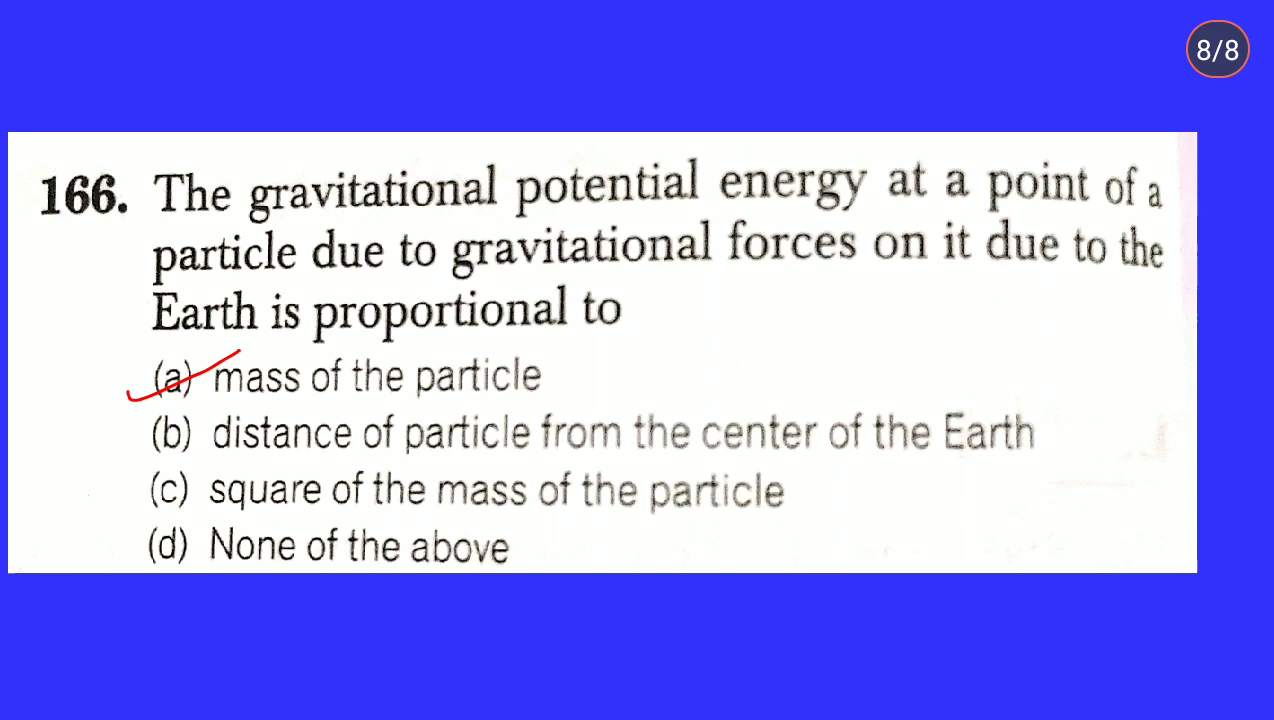 8/8
166. The gravitational potential energy at a point of a
particle due to gravitational forces on it due to the
Earth is proportional to
(a) mass of the particle
(b) distance of particle from the center of the Earth
(c) square of the mass of the particle
(d) None of the above